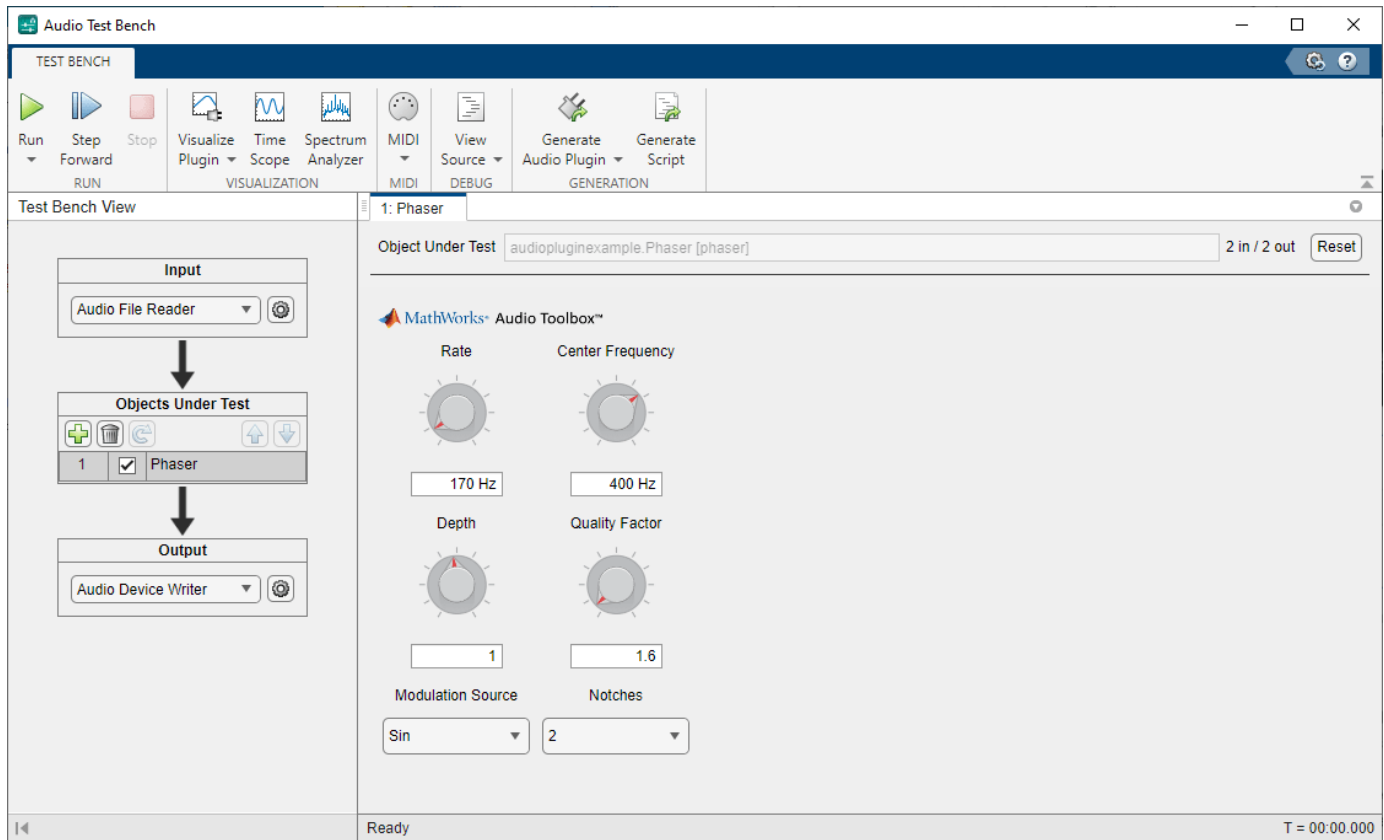 Audio Test Bench
TEST BENCH
Run
Step Forward
Stop
Visualize Plugin
Time Scope
Spectrum Analyzer
MIDI
View Source
Generate Audio Plugin
Generate Script
RUN
VISUALIZATION
MIDI
DEBUG
GENERATION
Test Bench View
1: Phaser
Object Under Test
audiopluginexample.Phaser [phaser]
2 in / 2 out
Reset
Input
Audio File Reader
Objects Under Test
1
Phaser
Output
Audio Device Writer
MathWorks® Audio Toolbox™
Rate
Center Frequency
170 Hz
400 Hz
Depth
Quality Factor
1
1.6
Modulation Source
Notches
Sin
2
Ready
T = 00:00.000